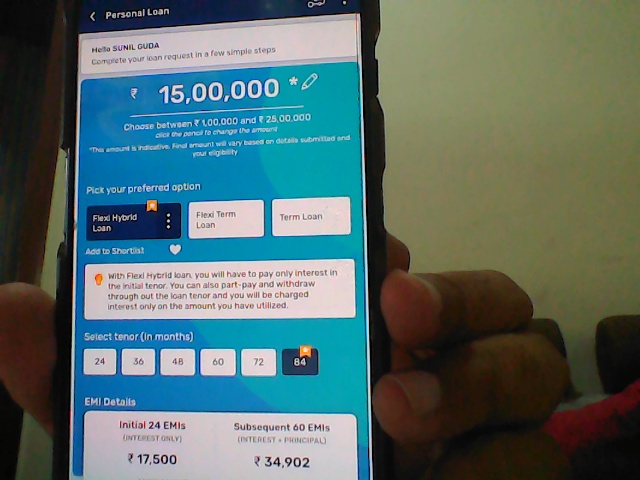 Personal Loan
Hello SUNIL GUDA
Complete your loan request in a few simple steps
₹ 15,00,000 *
Choose between ₹ 1,00,000 and ₹ 25,00,000
click the pencil to change the amount
*This amount is indicative. Final amount will vary based on details submitted and
your eligibility
Pick your preferred option
Flexi Hybrid
Loan
Flexi Term
Loan
Term Loan
Add to Shortlist
With Flexi Hybrid loan, you will have to pay only interest in
the initial tenor. You can also part-pay and withdraw
through out the loan tenor and you will be charged
interest only on the amount you have utilized.
Select tenor (in months)
24 36 48 60 72 84
EMI Details
Initial 24 EMIs Subsequent 60 EMIs
(INTEREST ONLY) (INTEREST + PRINCIPAL)
₹ 17,500 ₹ 34,902